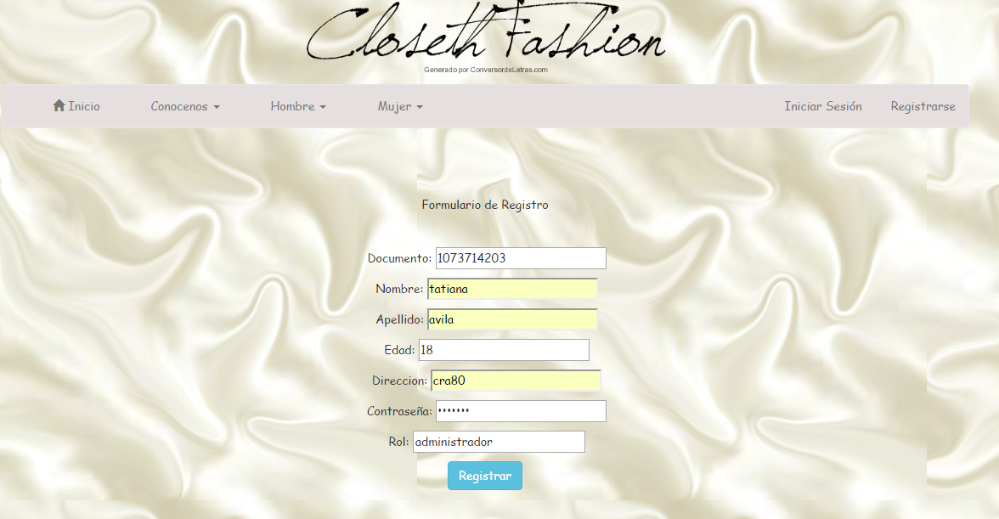 Closeth Fashion
Generado por ConversordeLetras.com
Inicio Conocenos Hombre Mujer Iniciar Sesión Registrarse
Formulario de Registro
Documento: 1073714203
Nombre: tatiana
Apellido: avila
Edad: 18
Direccion: cra80
Contraseña: •••••••
Rol: administrador
Registrar